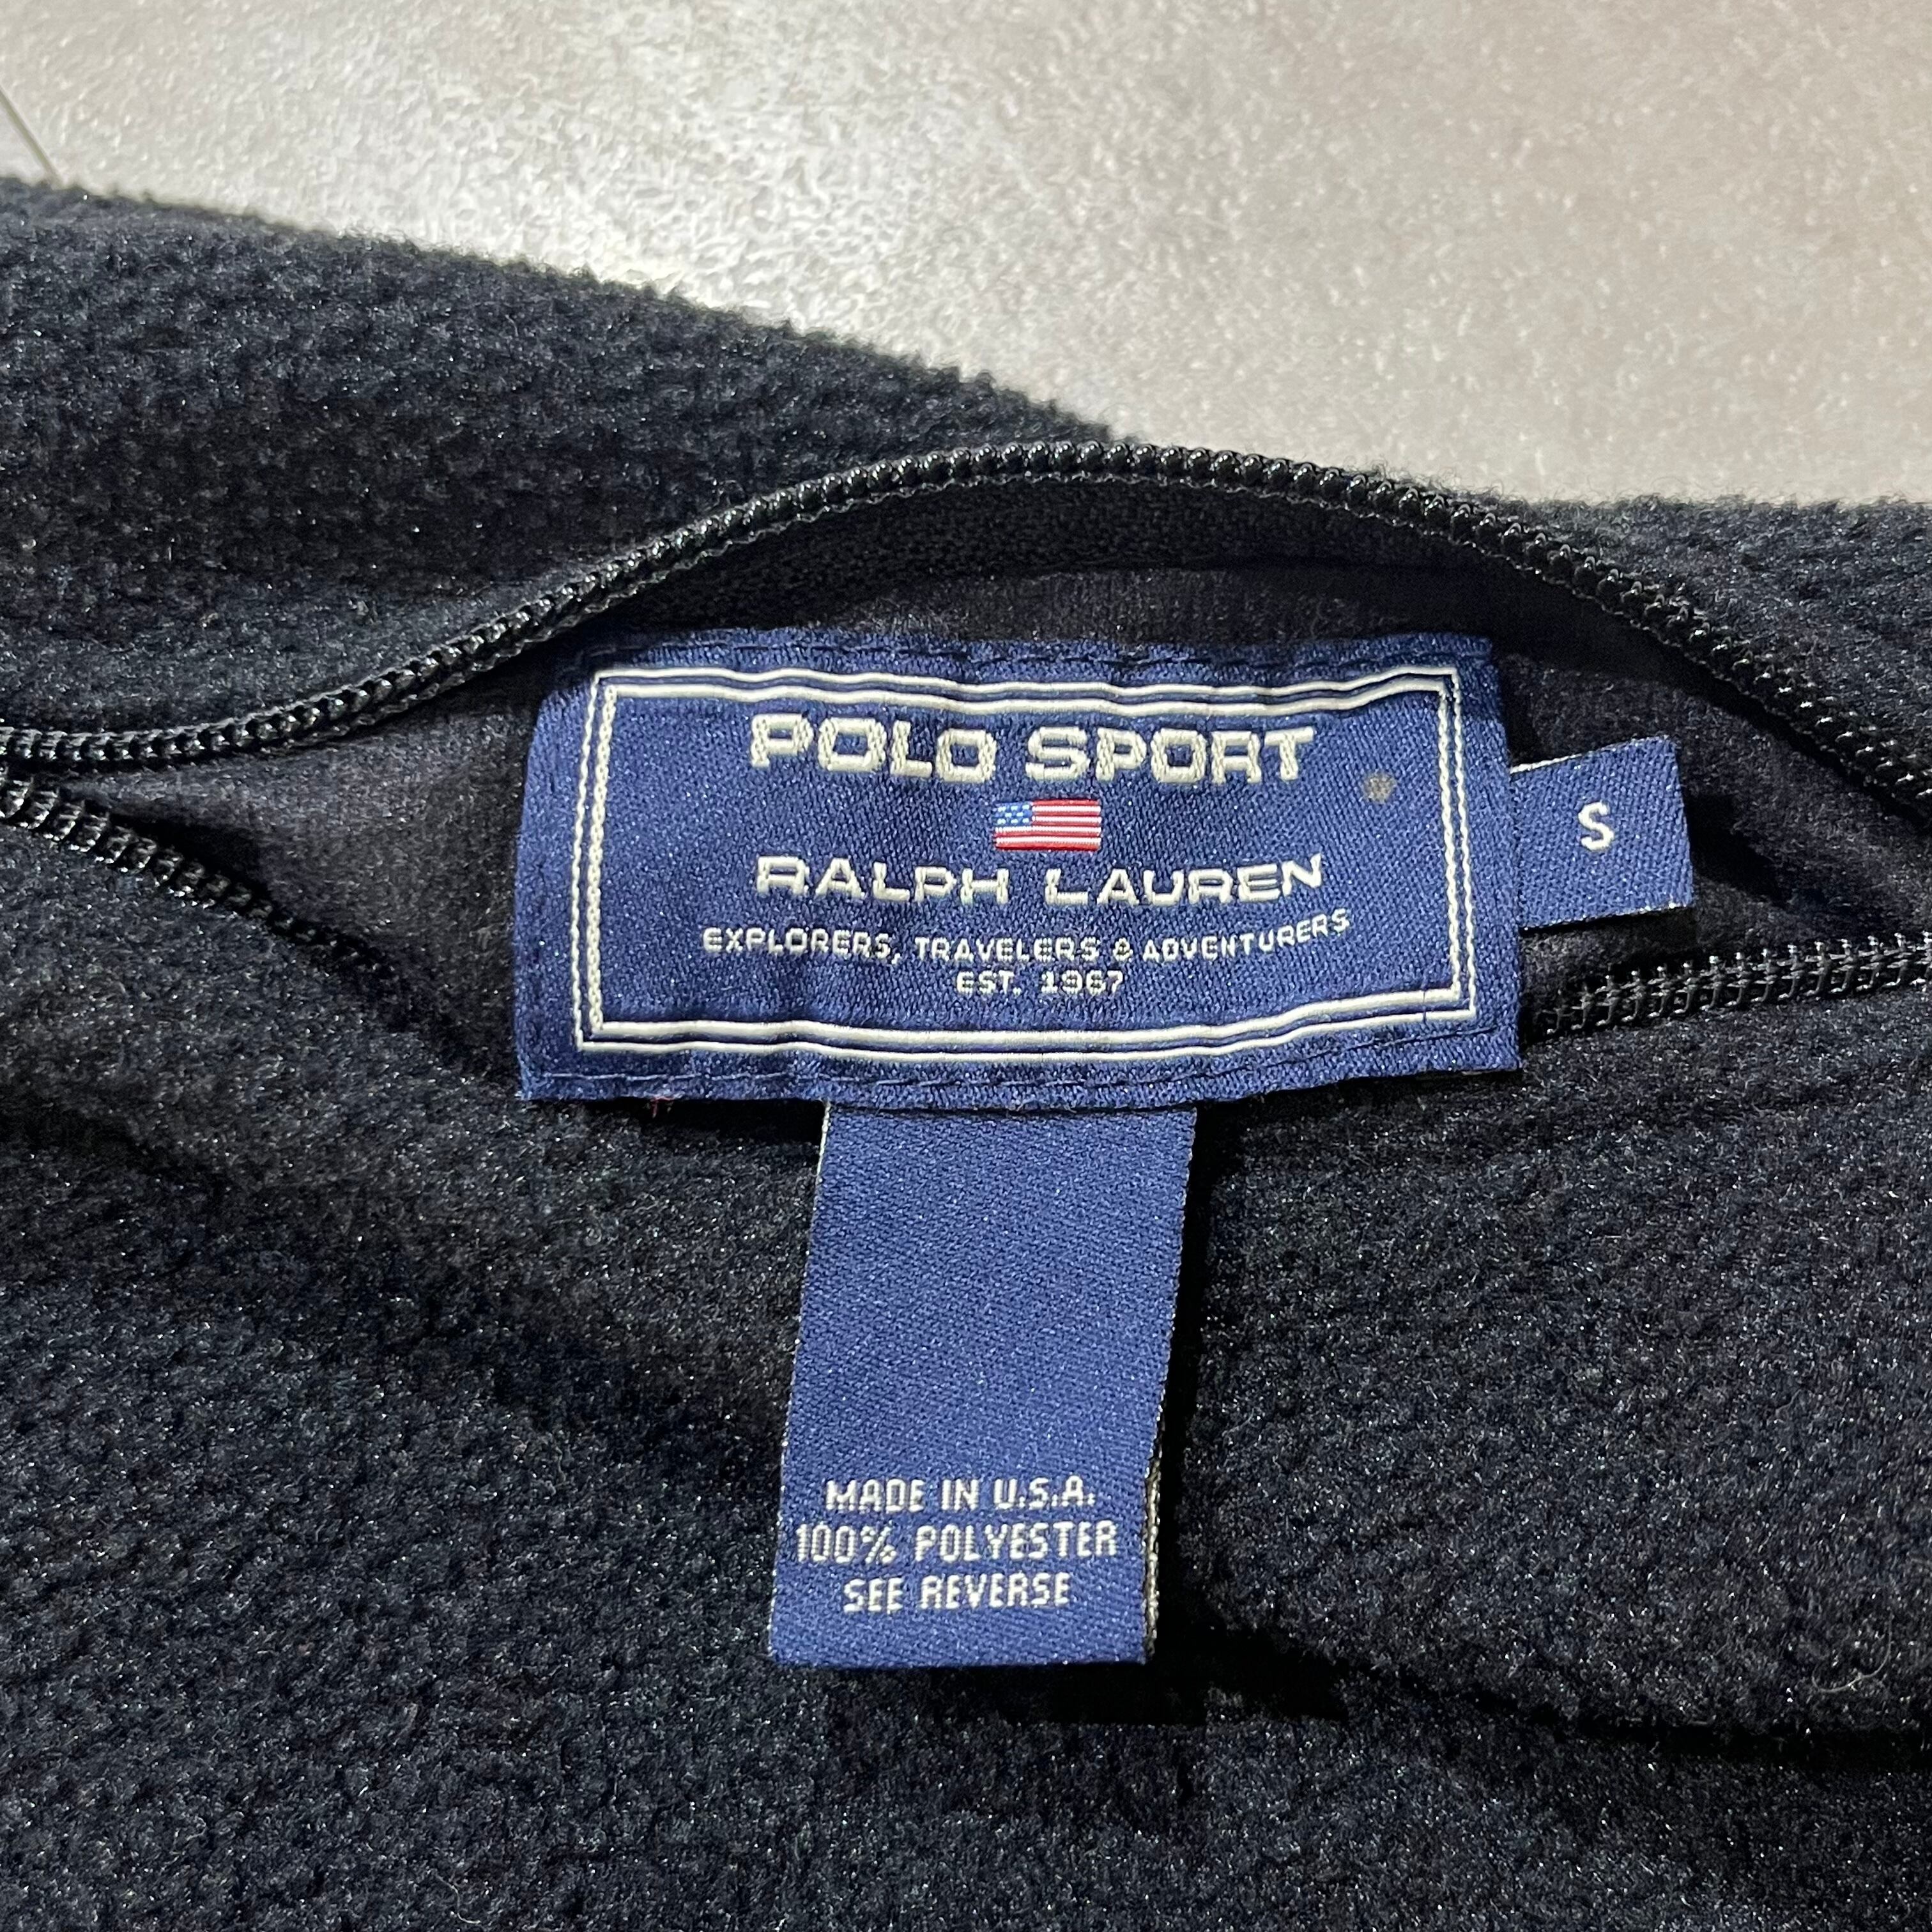 POLO SPORT
RALPH LAUREN
EXPLORERS, TRAVELERS & ADVENTURERS
EST. 1967
S
MADE IN U.S.A.
100% POLYESTER
SEE REVERSE